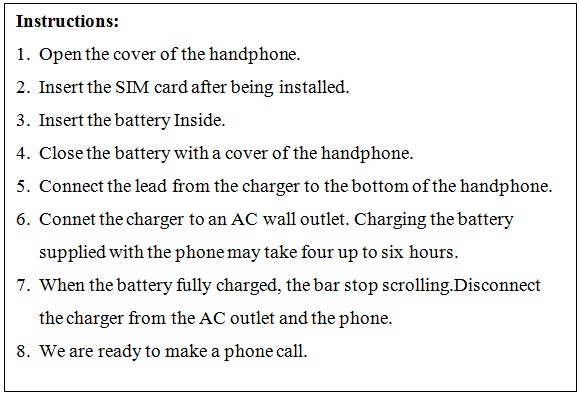 Instructions:
1. Open the cover of the handphone.
2. Insert the SIM card after being installed.
3. Insert the battery Inside.
4. Close the battery with a cover of the handphone.
5. Connect the lead from the charger to the bottom of the handphone.
6. Connet the charger to an AC wall outlet. Charging the battery
supplied with the phone may take four up to six hours.
7. When the battery fully charged, the bar stop scrolling.Disconnect
the charger from the AC outlet and the phone.
8. We are ready to make a phone call.